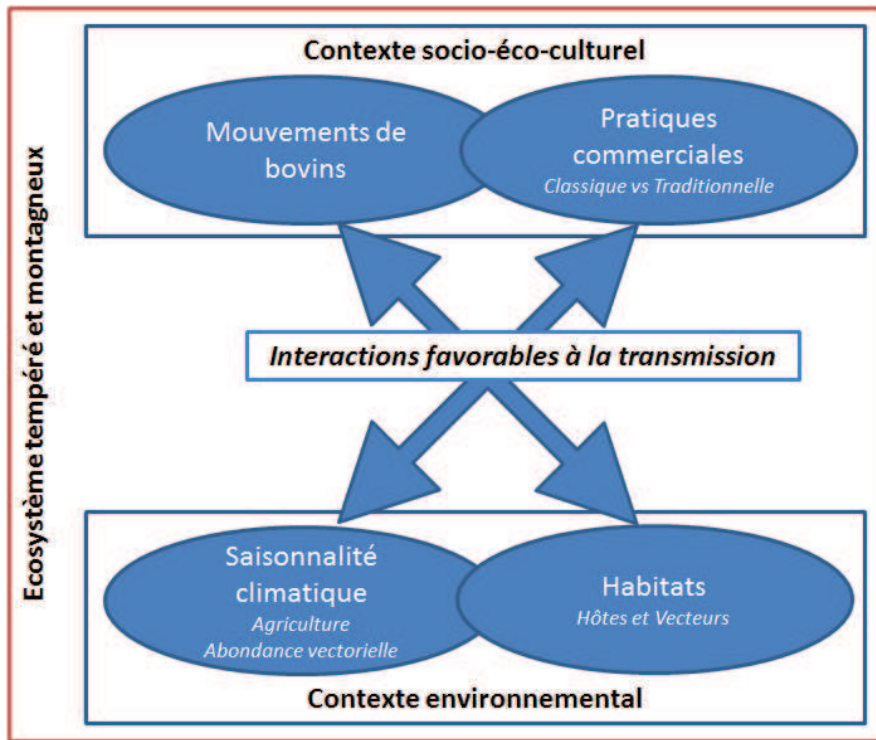 Ecosystème tempéré et montagneux
Contexte socio-éco-culturel
Mouvements de
bovins
Pratiques
commerciales
Classique vs Traditionnelle
Interactions favorables à la transmission
Saisonnalité
climatique
Agriculture
Abondance vectorielle
Habitats
Hôtes et Vecteurs
Contexte environnemental